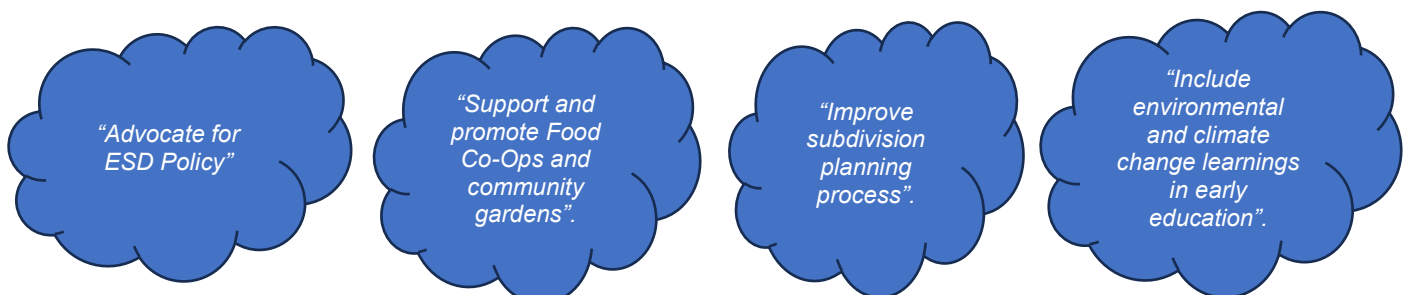 “Advocate for
ESD Policy”
“Support and
promote Food
Co-Ops and
community
gardens”.
“Improve
subdivision
planning
process”.
“Include
environmental
and climate
change learnings
in early
education”.